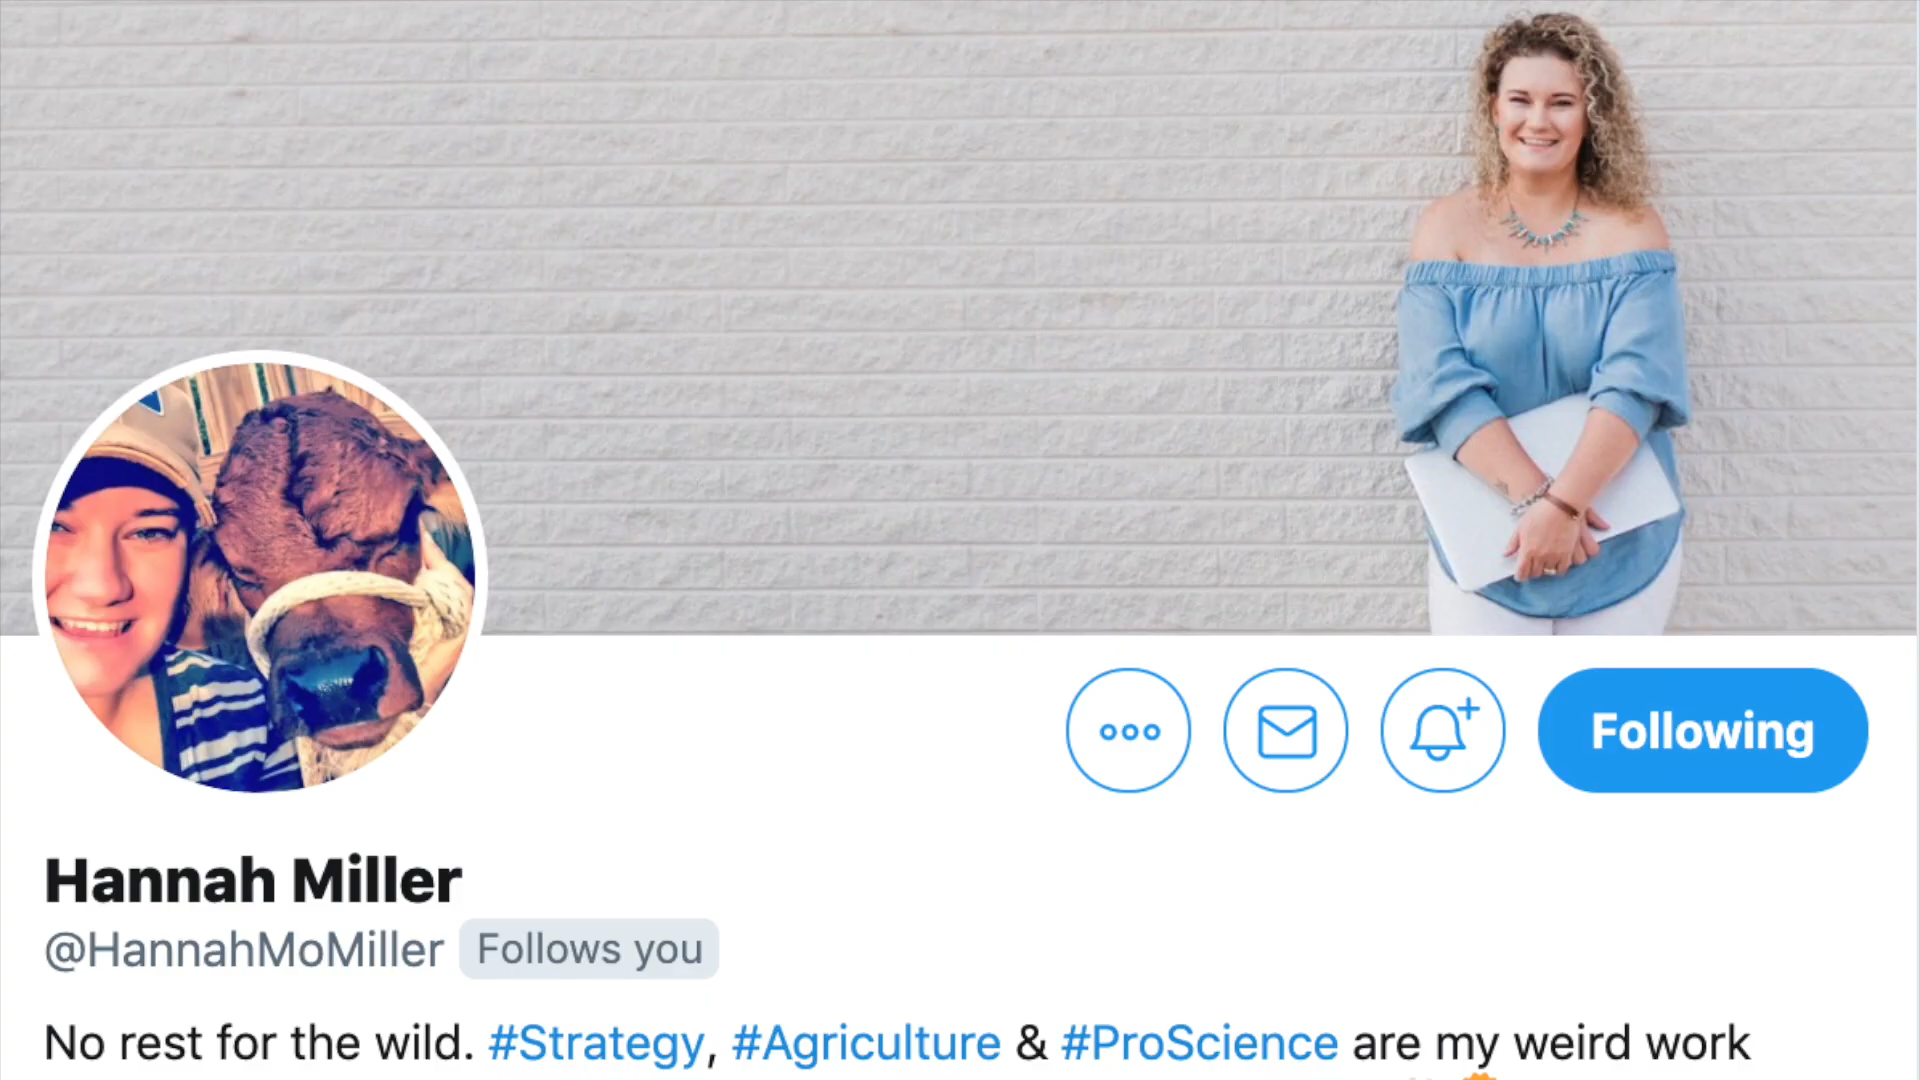 Following
Hannah Miller
@HannahMoMiller Follows you
No rest for the wild. #Strategy, #Agriculture & #ProScience are my weird work